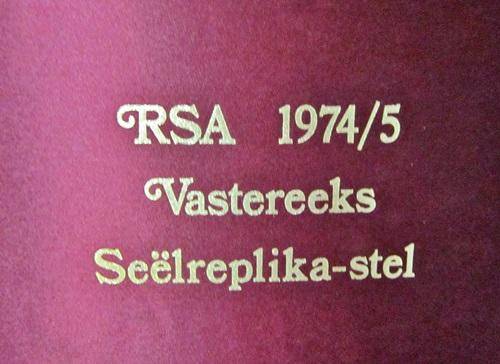 RSA 1974/5
Vastereeks
Seëlreplika-stel